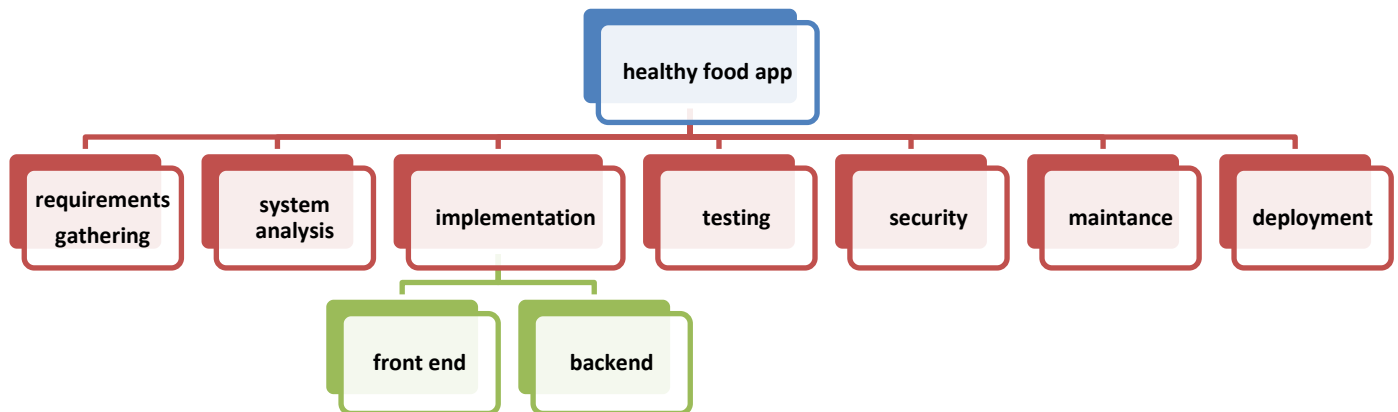 healthy food app
requirements
gathering
system
analysis
implementation
testing
security
maintance
deployment
front end
backend